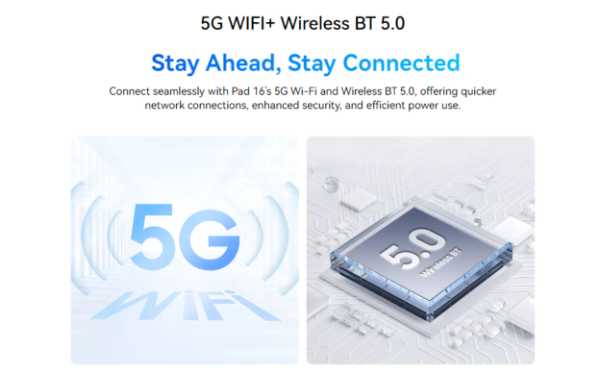 5G WIFI+ Wireless BT 5.0
Stay Ahead, Stay Connected
Connect seamlessly with Pad 16's 5G Wi-Fi and Wireless BT 5.0, offering quicker
network connections, enhanced security, and efficient power use.
5G
WiFi
5.0
Wireless BT